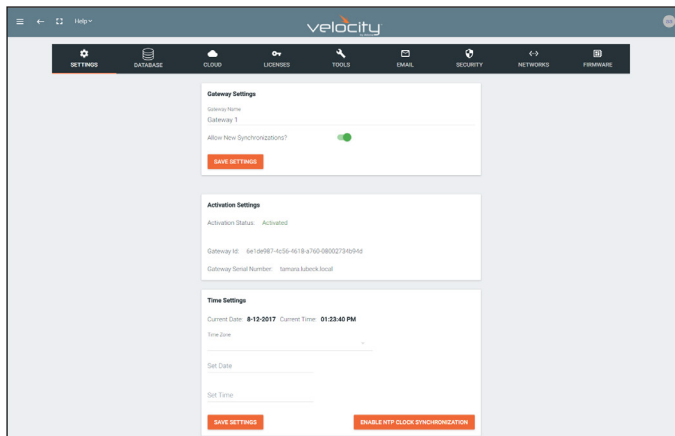 Help
velocity
SETTINGS DATABASE CLOUD LICENSES TOOLS EMAIL SECURITY NETWORKS FIRMWARE
Gateway Settings
Gateway Name
Gateway 1
Allow New Synchronizations?
SAVE SETTINGS
Activation Settings
Activation Status: Activated
Gateway Id: 6e1de987-4c56-4618-a760-08002734b94d
Gateway Serial Number: tamara.lubeck.local
Time Settings
Current Date: 8-12-2017 Current Time: 01:23:40 PM
Time Zone
Set Date
Set Time
SAVE SETTINGS ENABLE NTP CLOCK SYNCHRONIZATION